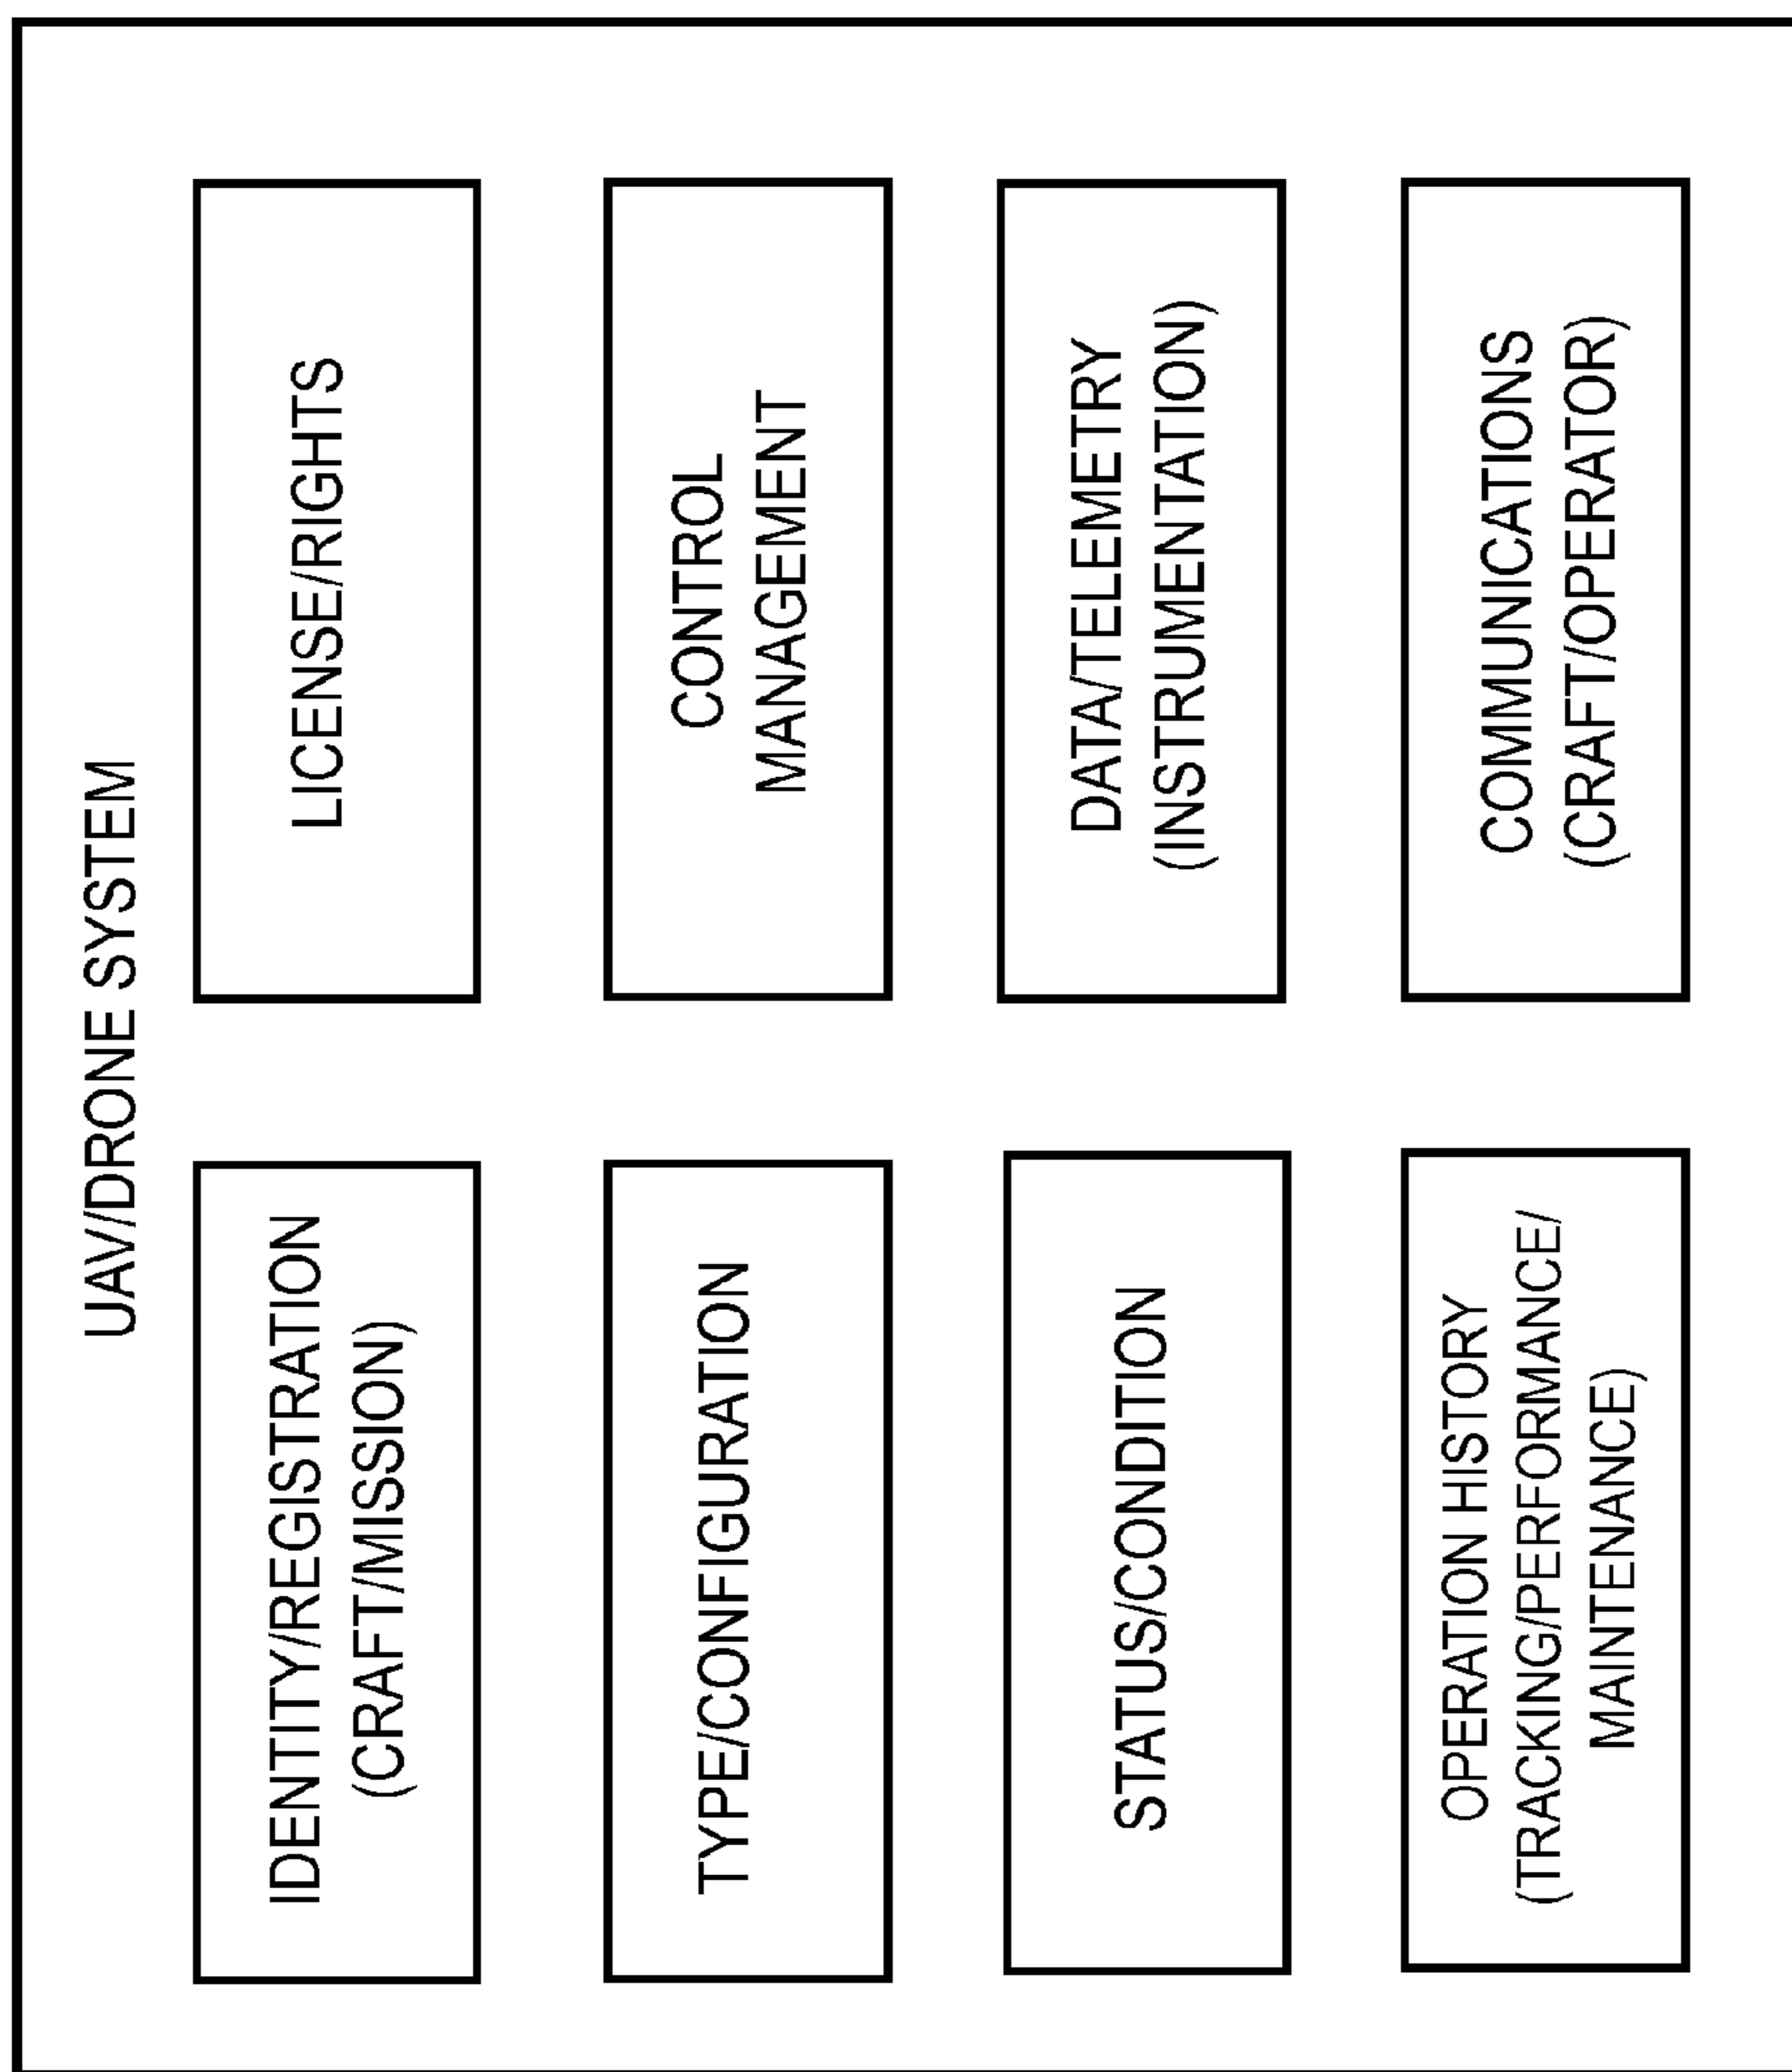 UAV/DRONE SYSTEM
IDENTITY/REGISTRATION
(CRAFT/MISSION)
LICENSE/RIGHTS
TYPE/CONFIGURATION
CONTROL
MANAGEMENT
STATUS/CONDITION
DATA/TELEMETRY
(INSTRUMENTATION)
OPERATION HISTORY
(TRACKING/PERFORMANCE/
MAINTENANCE)
COMMUNICATIONS
(CRAFT/OPERATOR)